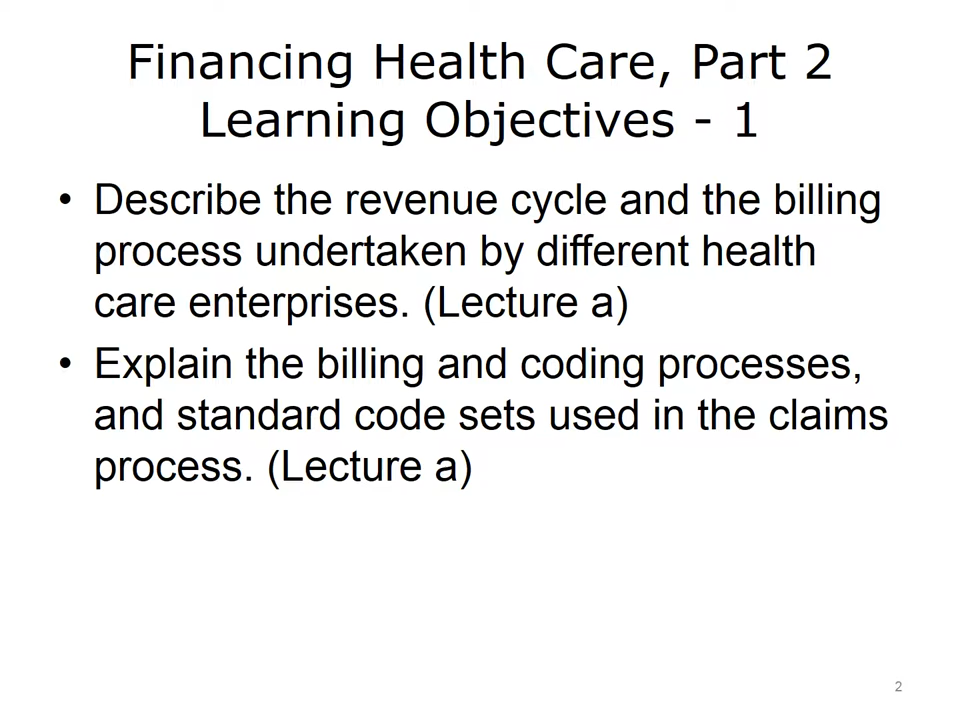 Financing Health Care, Part 2
Learning Objectives - 1
• Describe the revenue cycle and the billing
process undertaken by different health
care enterprises. (Lecture a)
• Explain the billing and coding processes,
and standard code sets used in the claims
process. (Lecture a)
2